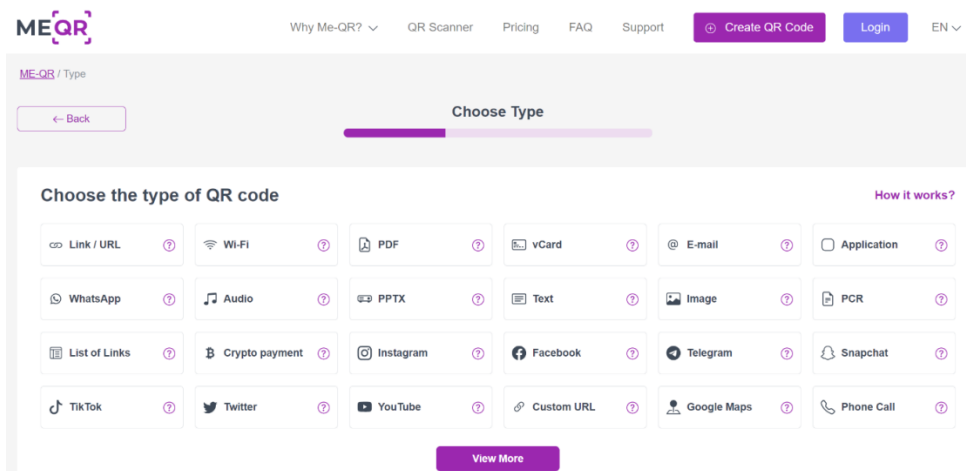 MEQR Why Me-QR? QR Scanner Pricing FAQ Support Create QR Code Login EN
ME-QR / Type
← Back Choose Type
Choose the type of QR code How it works?
Link / URL ? Wi-Fi ? PDF ? vCard ? @ E-mail ? Application ?
WhatsApp ? Audio ? PPTX ? Text ? Image ? PCR ?
List of Links ? Crypto payment ? Instagram ? Facebook ? Telegram ? Snapchat ?
TikTok ? Twitter ? YouTube ? Custom URL ? Google Maps ? Phone Call ?
View More